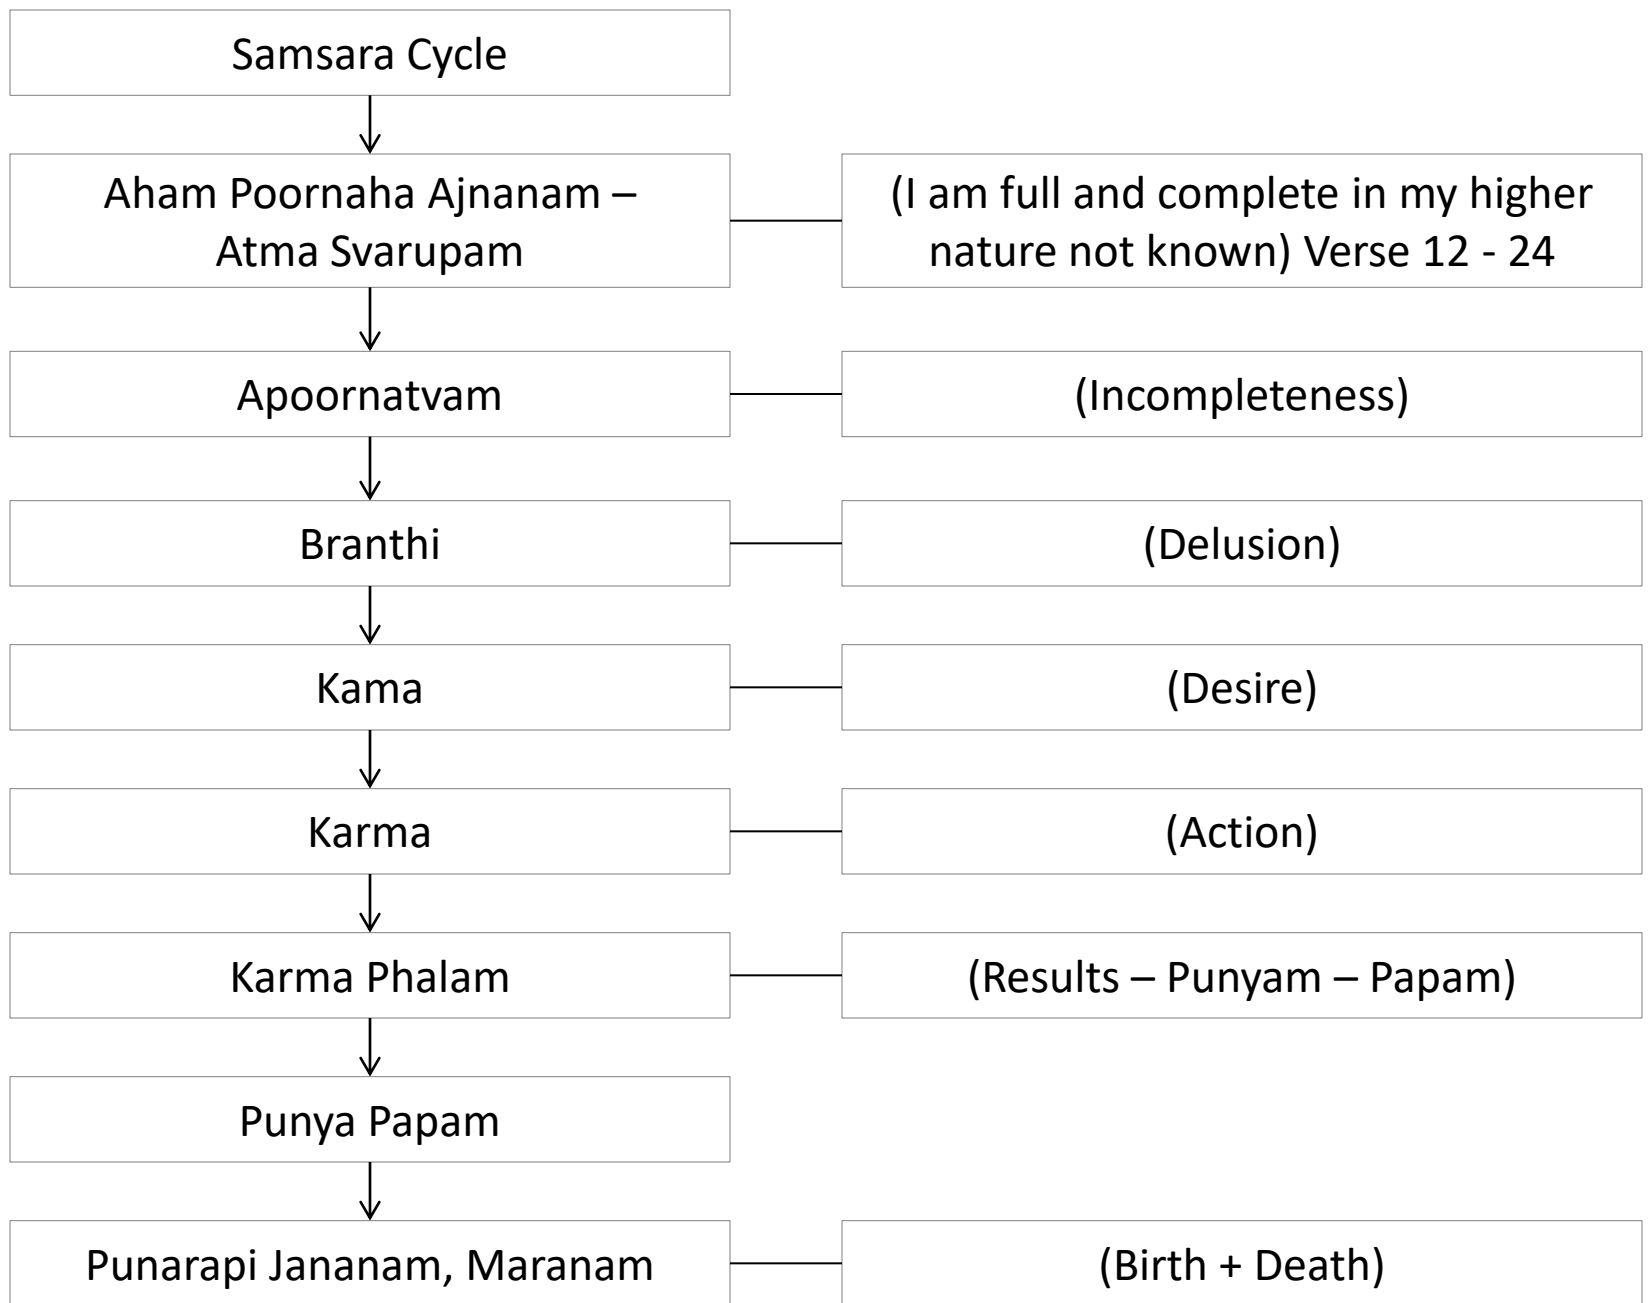 Samsara Cycle
Aham Poornaha Ajnanam –
Atma Svarupam
(I am full and complete in my higher
nature not known) Verse 12 - 24
Apoornatvam
(Incompleteness)
Branthi
(Delusion)
Kama
(Desire)
Karma
(Action)
Karma Phalam
(Results – Punyam – Papam)
Punya Papam
Punarapi Jananam, Maranam
(Birth + Death)